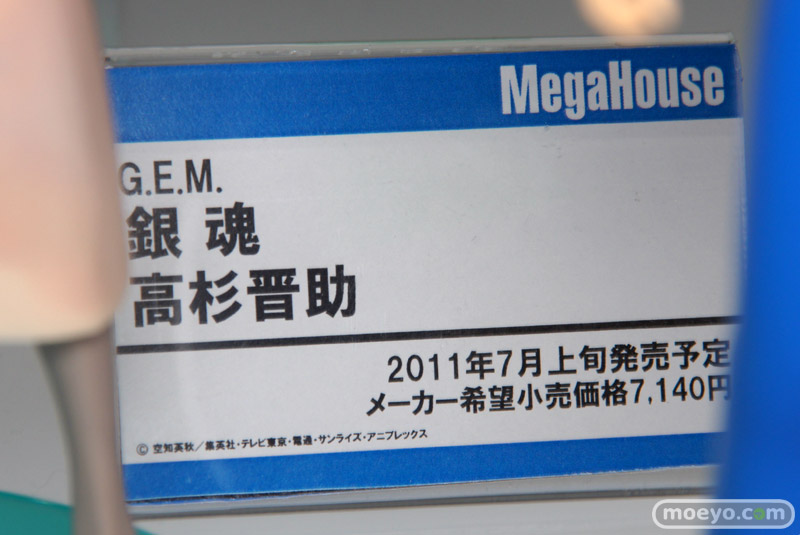 MegaHouse
G.E.M.
銀魂
高杉晋助
2011年7月上旬発売予定
メーカー希望小売価格7,140円
© 空知英秋／集英社・テレビ東京・電通・サンライズ・アニプレックス
moeyo.com